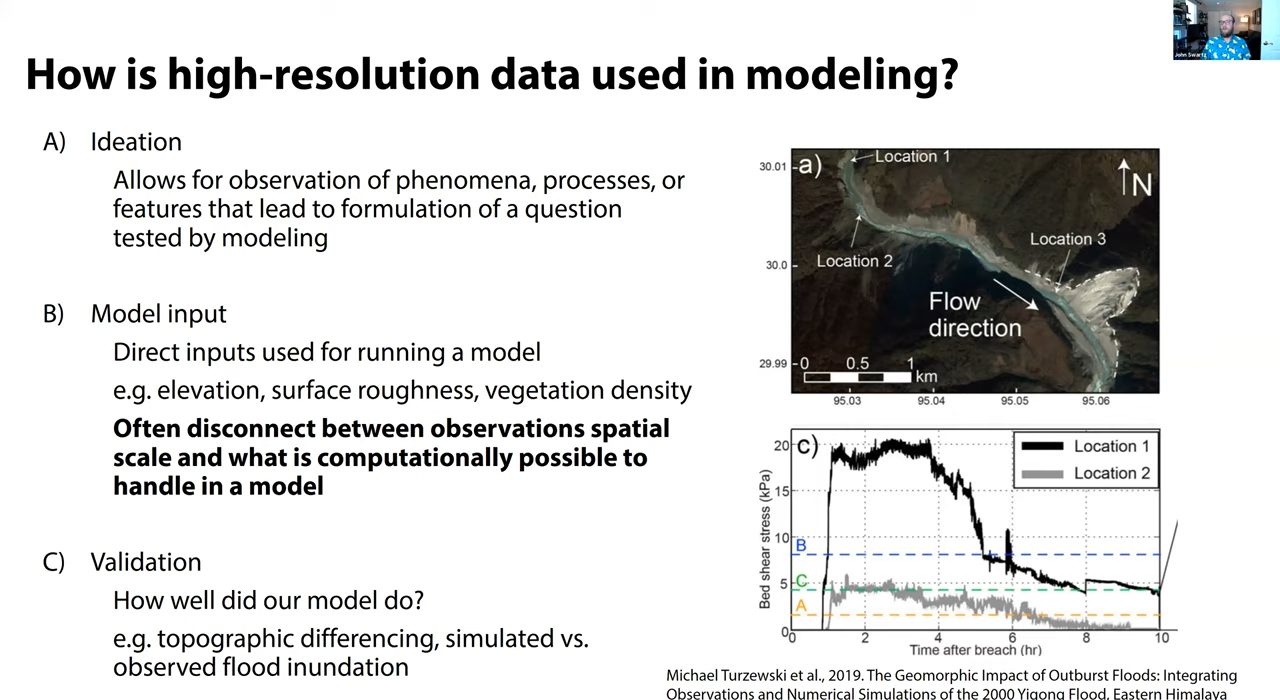 John Swartz
How is high-resolution data used in modeling?
A) Ideation
Allows for observation of phenomena, processes, or
features that lead to formulation of a question
tested by modeling
B) Model input
Direct inputs used for running a model
e.g. elevation, surface roughness, vegetation density
Often disconnect between observations spatial
scale and what is computationally possible to
handle in a model
C) Validation
How well did our model do?
e.g. topographic differencing, simulated vs.
observed flood inundation
a)
Location 1
N
Location 2
Location 3
Flow
direction
0 0.5 1
km
30.01
30.0
29.99
95.03 95.04 95.05 95.06
c)
Location 1
Location 2
Bed shear stress (kPa)
20
15
10
5
0
B
C
A
0 2 4 6 8 10
Time after breach (hr)
Michael Turzewski et al., 2019. The Geomorphic Impact of Outburst Floods: Integrating
Observations and Numerical Simulations of the 2000 Yigong Flood, Eastern Himalaya